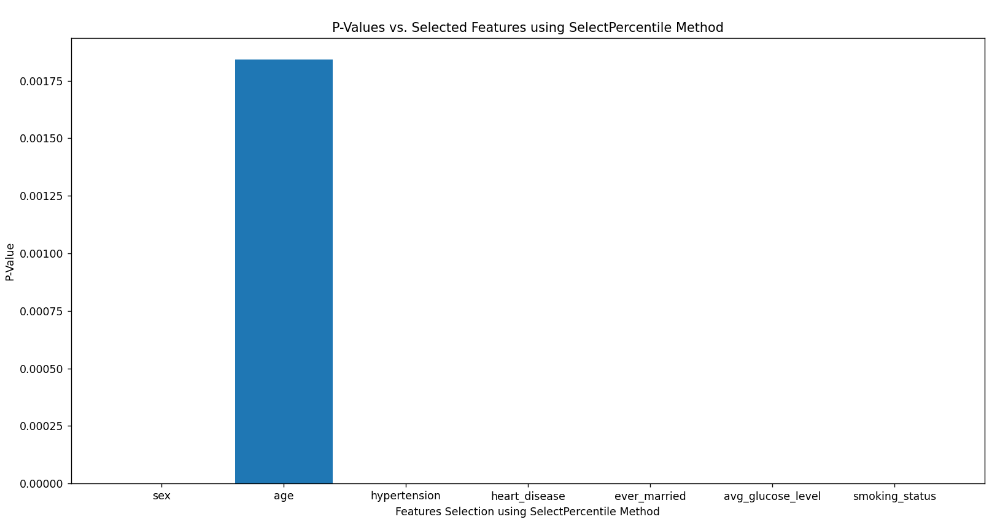 P-Values vs. Selected Features using SelectPercentile Method
0.00175
0.00150
0.00125
0.00100
0.00075
0.00050
0.00025
0.00000
P-Value
sex age hypertension heart_disease ever_married avg_glucose_level smoking_status
Features Selection using SelectPercentile Method